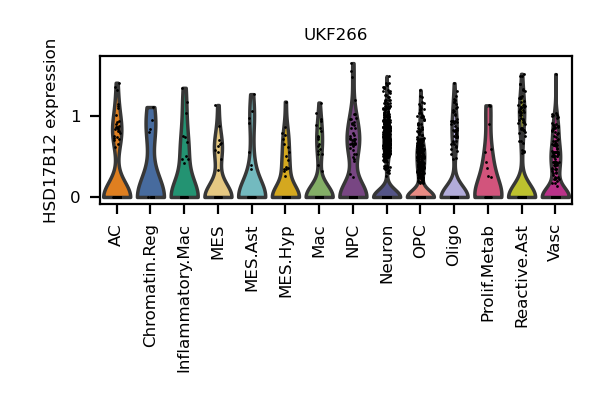 UKF266
HSD17B12 expression
1
0
AC
Chromatin.Reg
Inflammatory.Mac
MES
MES.Ast
MES.Hyp
Mac
NPC
Neuron
OPC
Oligo
Prolif.Metab
Reactive.Ast
Vasc